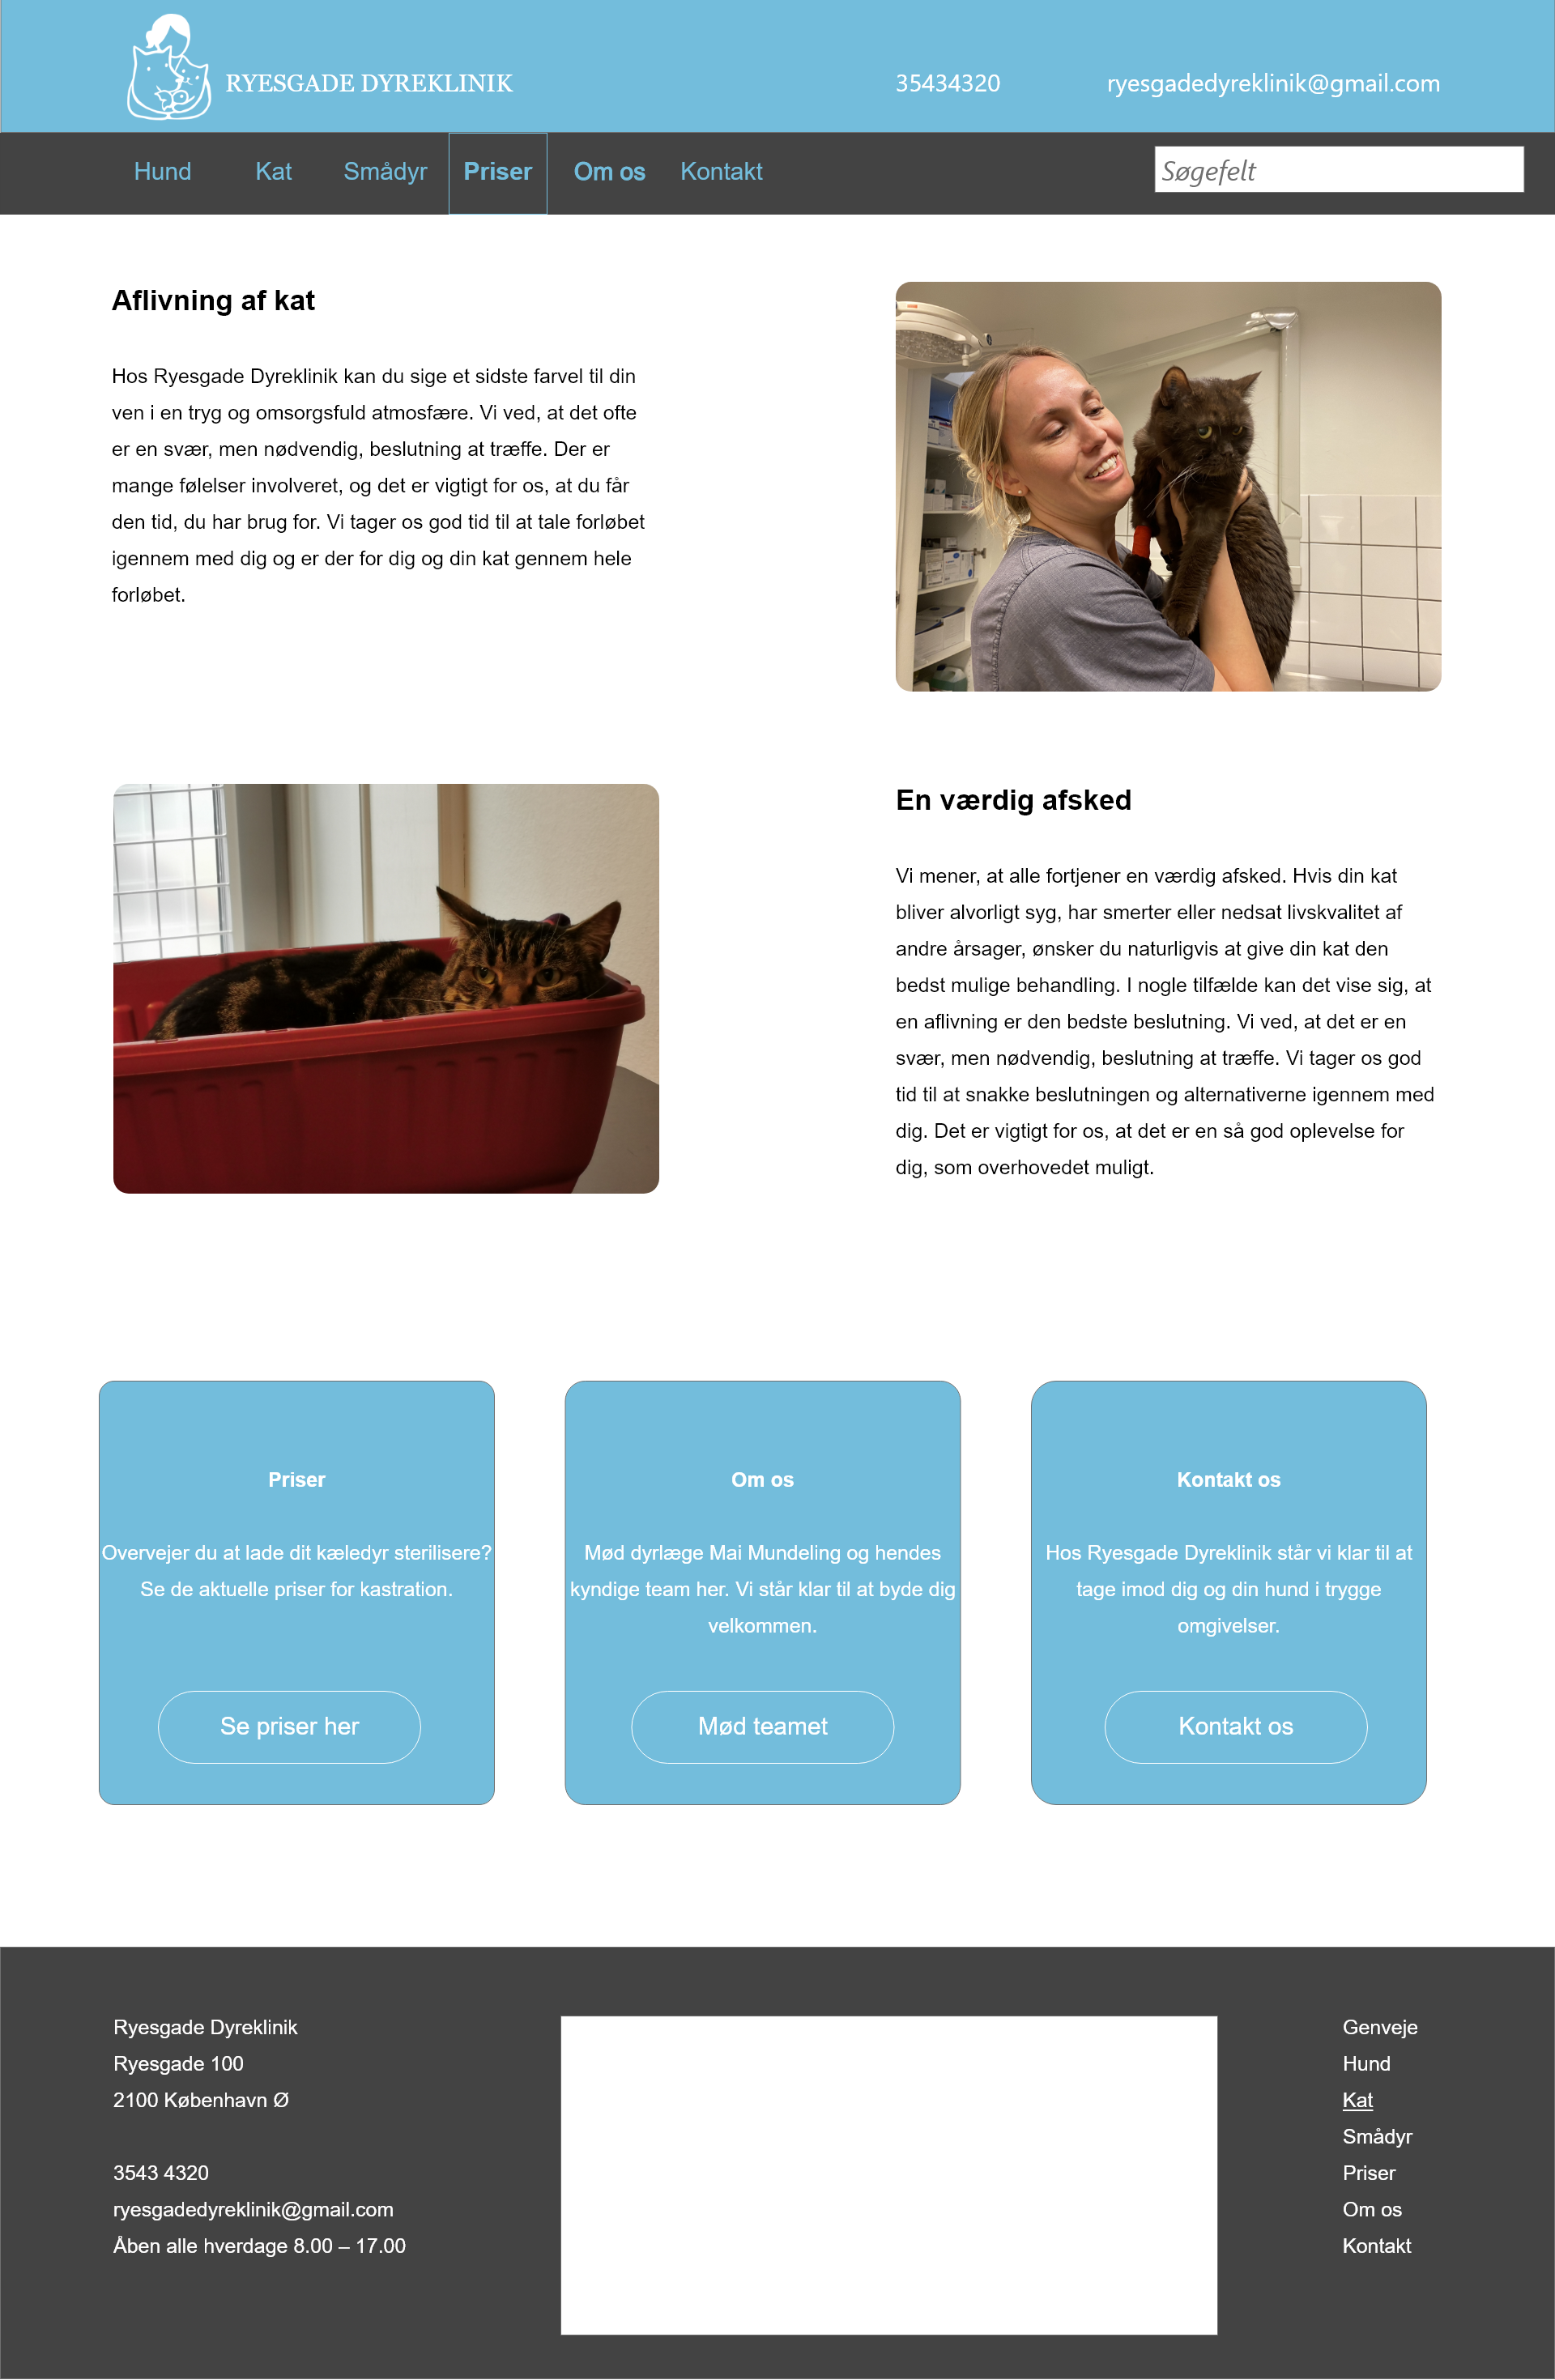 RYESGADE DYREKLINIK
35434320
ryesgadedyreklinik@gmail.com
Hund
Kat
Smådyr
Priser
Om os
Kontakt
Søgefelt
Aflivning af kat
Hos Ryesgade Dyreklinik kan du sige et sidste farvel til din
ven i en tryg og omsorgsfuld atmosfære. Vi ved, at det ofte
er en svær, men nødvendig, beslutning at træffe. Der er
mange følelser involveret, og det er vigtigt for os, at du får
den tid, du har brug for. Vi tager os god tid til at tale forløbet
igennem med dig og er der for dig og din kat gennem hele
forløbet.
En værdig afsked
Vi mener, at alle fortjener en værdig afsked. Hvis din kat
bliver alvorligt syg, har smerter eller nedsat livskvalitet af
andre årsager, ønsker du naturligvis at give din kat den
bedst mulige behandling. I nogle tilfælde kan det vise sig, at
en aflivning er den bedste beslutning. Vi ved, at det er en
svær, men nødvendig, beslutning at træffe. Vi tager os god
tid til at snakke beslutningen og alternativerne igennem med
dig. Det er vigtigt for os, at det er en så god oplevelse for
dig, som overhovedet muligt.
Priser
Overvejer du at lade dit kæledyr sterilisere?
Se de aktuelle priser for kastration.
Se priser her
Om os
Mød dyrlæge Mai Mundeling og hendes
kyndige team her. Vi står klar til at byde dig
velkommen.
Mød teamet
Kontakt os
Hos Ryesgade Dyreklinik står vi klar til at
tage imod dig og din hund i trygge
omgivelser.
Kontakt os
Ryesgade Dyreklinik
Ryesgade 100
2100 København Ø
3543 4320
ryesgadedyreklinik@gmail.com
Åben alle hverdage 8.00 – 17.00
Genveje
Hund
Kat
Smådyr
Priser
Om os
Kontakt